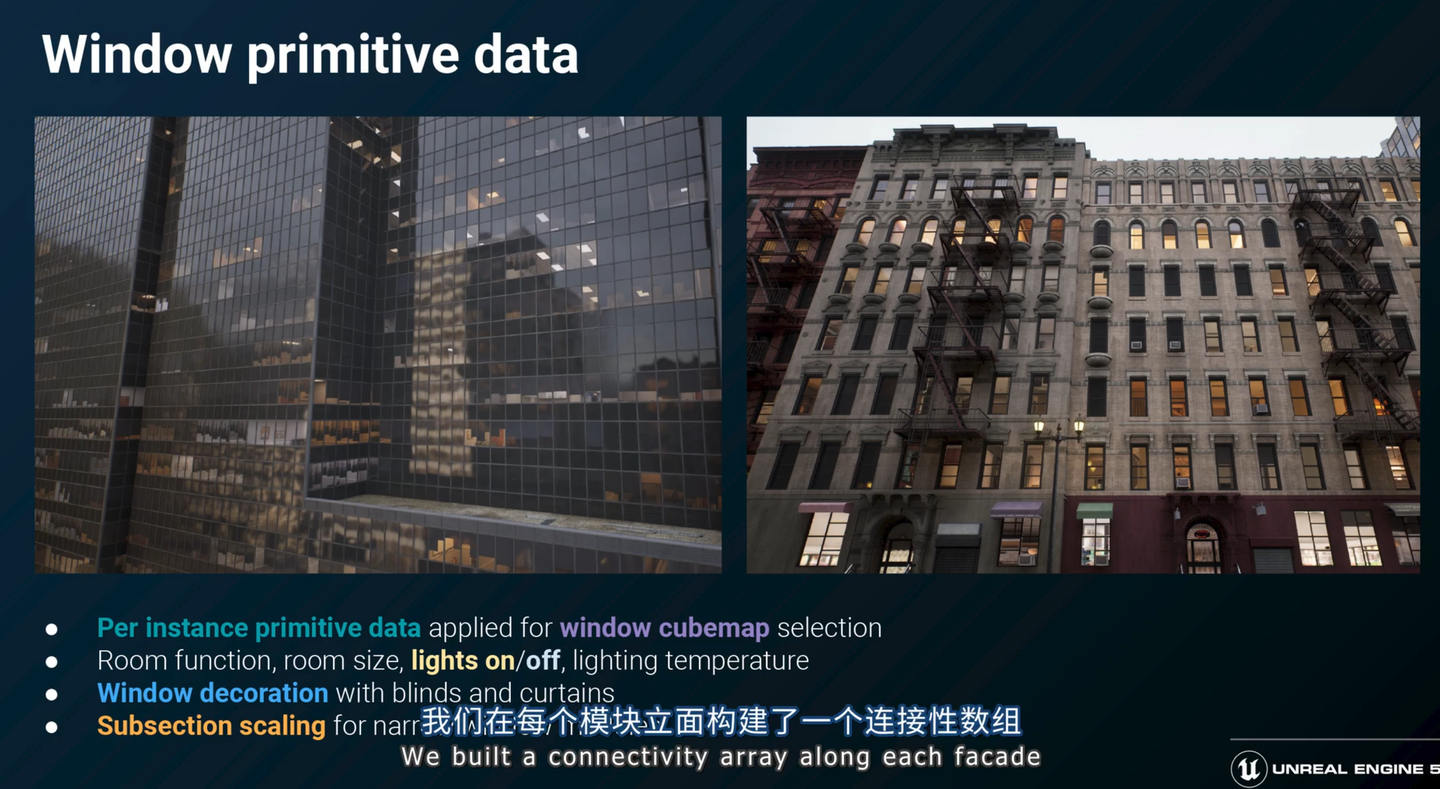 Window primitive data
● Per instance primitive data applied for window cubemap selection
● Room function, room size, lights on/off, lighting temperature
● Window decoration with blinds and curtains
● Subsection scaling for
我们在每个模块立面构建了一个连接性数组
We built a connectivity array along each facade
UNREAL ENGINE 5